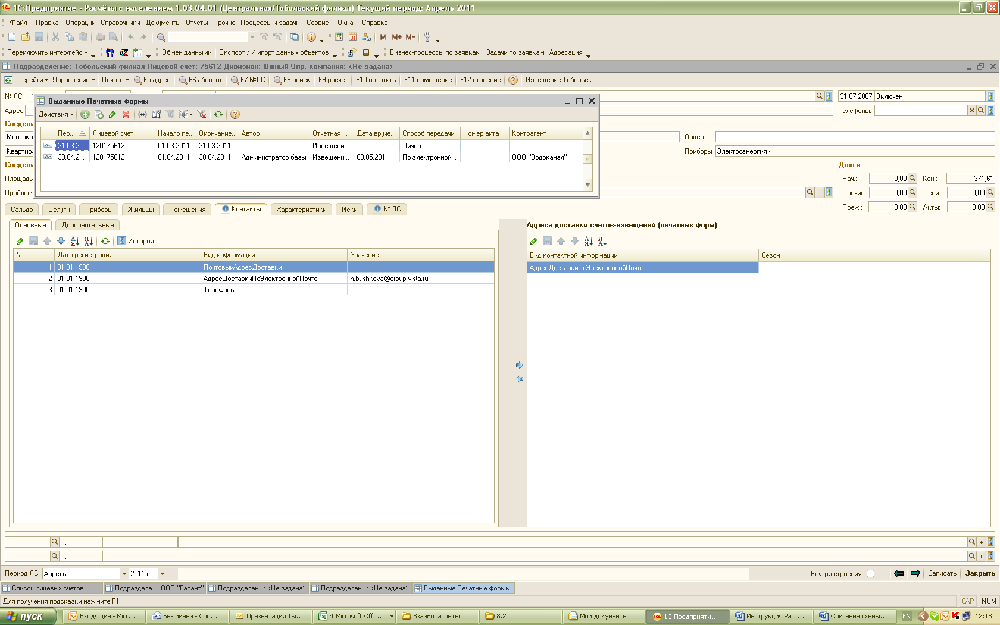 1С:Предприятие - Расчёты с населением 1.03.04.01 (Центральная/Тобольский филиал) Текущий период: Апрель 2011
Файл Правка Операции Справочники Документы Отчеты Прочие Процессы и задачи Сервис Окна Справка
M M+ M-
Переключить интерфейс Обмен данными Экспорт / Импорт данных объектов Бизнес-процессы по заявкам Задачи по заявкам Адресация
Подразделение: Тобольский филиал Лицевой счет: 75612 Дивизион: Южный Упр. компания: <Не задана>
Перейти Управление Печать F5-адрес F6-абонент F7-№ЛС F8-поиск F9-расчет F10-оплатить F11-помещение F12-строение Извещение Тобольск
№ ЛС 31.07.2007 Включен
Выданные Печатные формы
Адрес: Телефоны:
Действия
Сведени
Пер... Лицевой счет Начало пе... Окончание... Автор Отчетная ... Дата вруче... Способ передачи Номер акта Контрагент
Многокв Ордер:
31.03.2... 120175612 01.03.2011 31.03.2011 Извещени... Лично
Квартира Приборы: Электроэнергия - 1;
30.04.2... 120175612 01.04.2011 30.04.2011 Администратор базы Извещени... 03.05.2011 По электронной... 1 ООО "Водоканал"
Сведени Долги
Площадь Нач.: 0,00 Кон.: 371,61
Проблем Прочие: 0,00 Пени: 0,00
Преж.: 0,00 Акты: 0,00
Сальдо Услуги Приборы Жильцы Помещения Контакты Характеристики Иски № ЛС
Основные Дополнительные Адреса доставки счетов-извещений (печатных форм)
История
N Дата регистрации Вид информации Значение Вид контактной информации Сезон
1 01.01.1900 ПочтовыйАдресДоставки АдресДоставкиПоЭлектроннойПочте
2 01.01.1900 АдресДоставкиПоЭлектроннойПочте n.bushkova@group-vista.ru
3 01.01.1900 Телефоны
. .
. .
Период ЛС: Апрель 2011 г. Внутри строения Записать Закрыть
Список лицевых счетов Подразделе...: ООО "Гарант" Подразделен...: <Не задана> Подразделен...: <Не задана> Выданные Печатные формы
Для получения подсказки нажмите F1 CAP NUM
пуск Входящие - Micr... Без имени - Соо... Презентация Ты... 4 Microsoft Offi... Взаиморасчеты 8.2 Мои документы 1С:Предприяти... Инструкция Расс... Описание схемы... EN 12:18